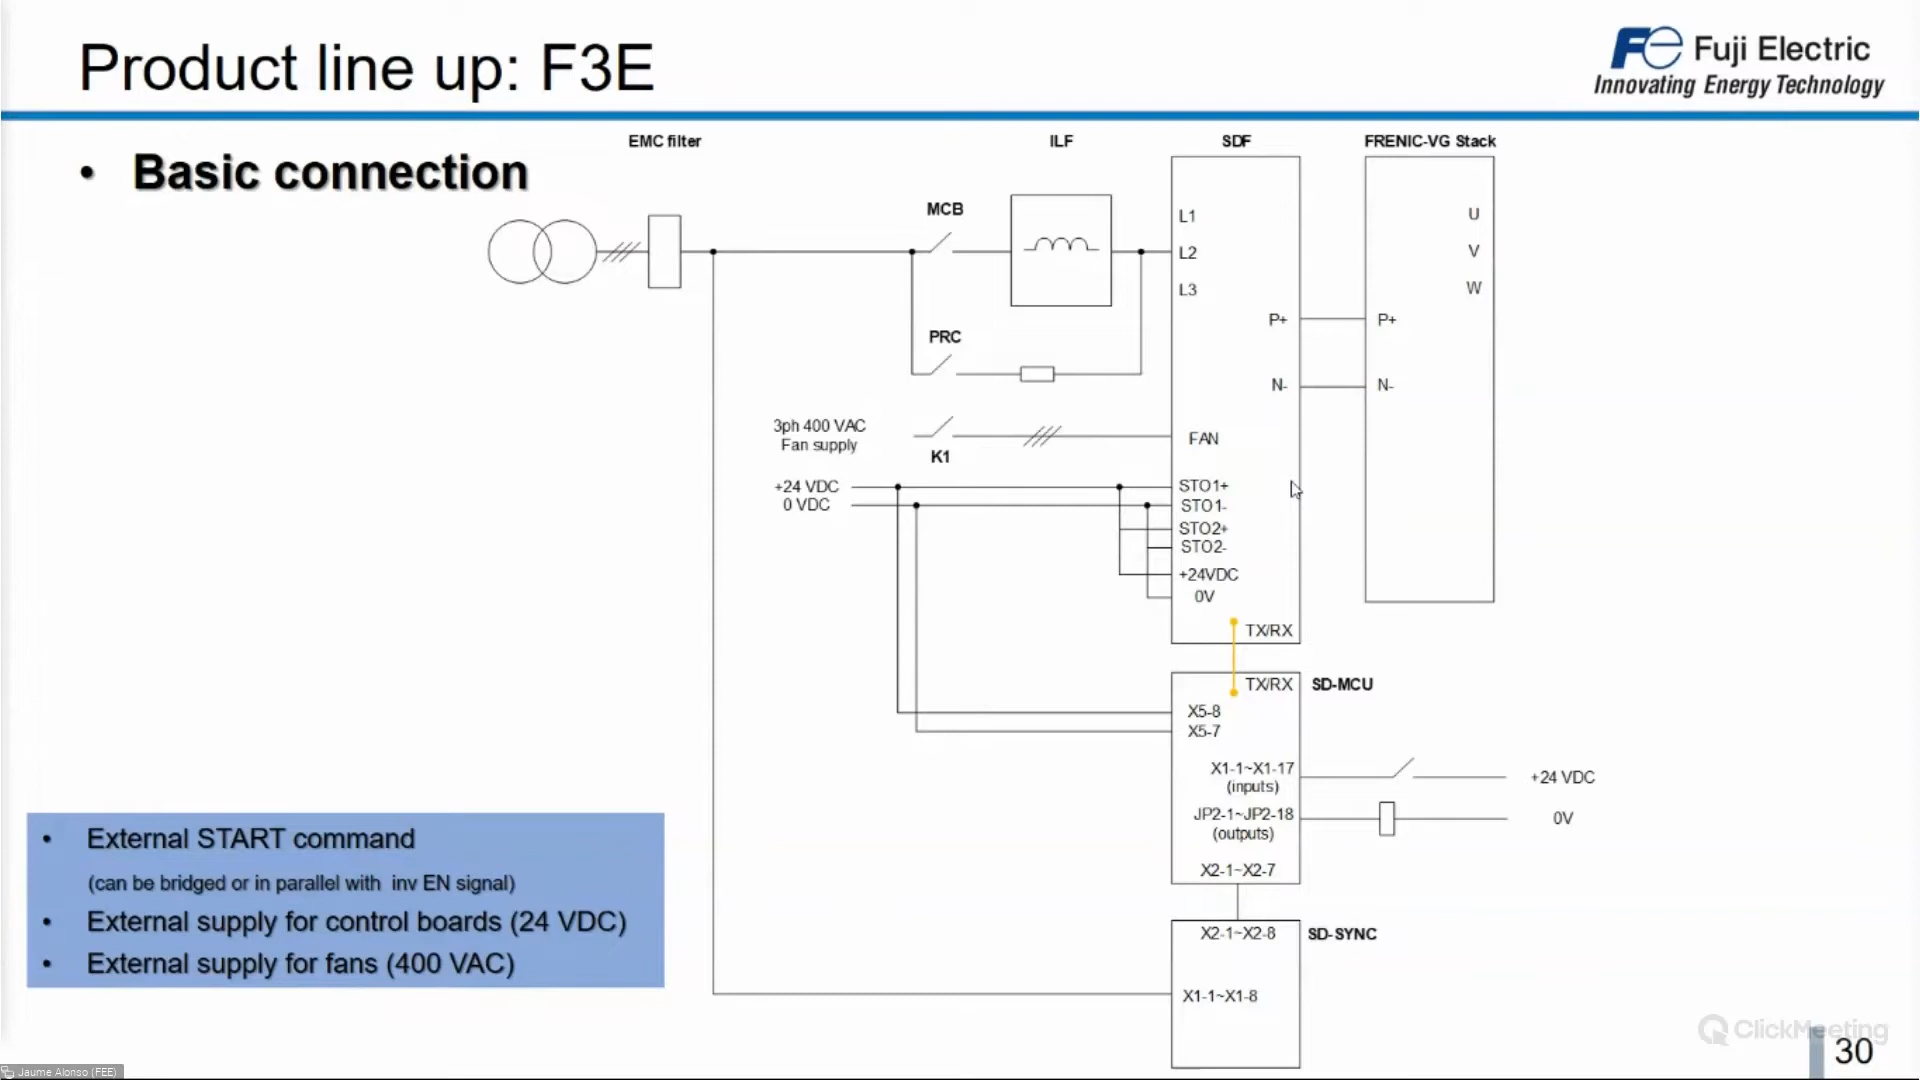 Product line up: F3E
Fe Fuji Electric
Innovating Energy Technology
• Basic connection
EMC filter
ILF
SDF
FRENIC-VG Stack
MCB
L1
L2
L3
U
V
W
PRC
P+
P+
N-
N-
3ph 400 VAC
Fan supply
K1
FAN
+24 VDC
0 VDC
STO1+
STO1-
STO2+
STO2-
+24VDC
0V
TX/RX
TX/RX
SD-MCU
X5-8
X5-7
X1-1~X1-17
(inputs)
+24 VDC
JP2-1~JP2-18
(outputs)
0V
X2-1~X2-7
X2-1~X2-8
SD-SYNC
X1-1~X1-8
• External START command
(can be bridged or in parallel with inv EN signal)
• External supply for control boards (24 VDC)
• External supply for fans (400 VAC)
ClickMeeting
30
Jaume Alonso (FEE)